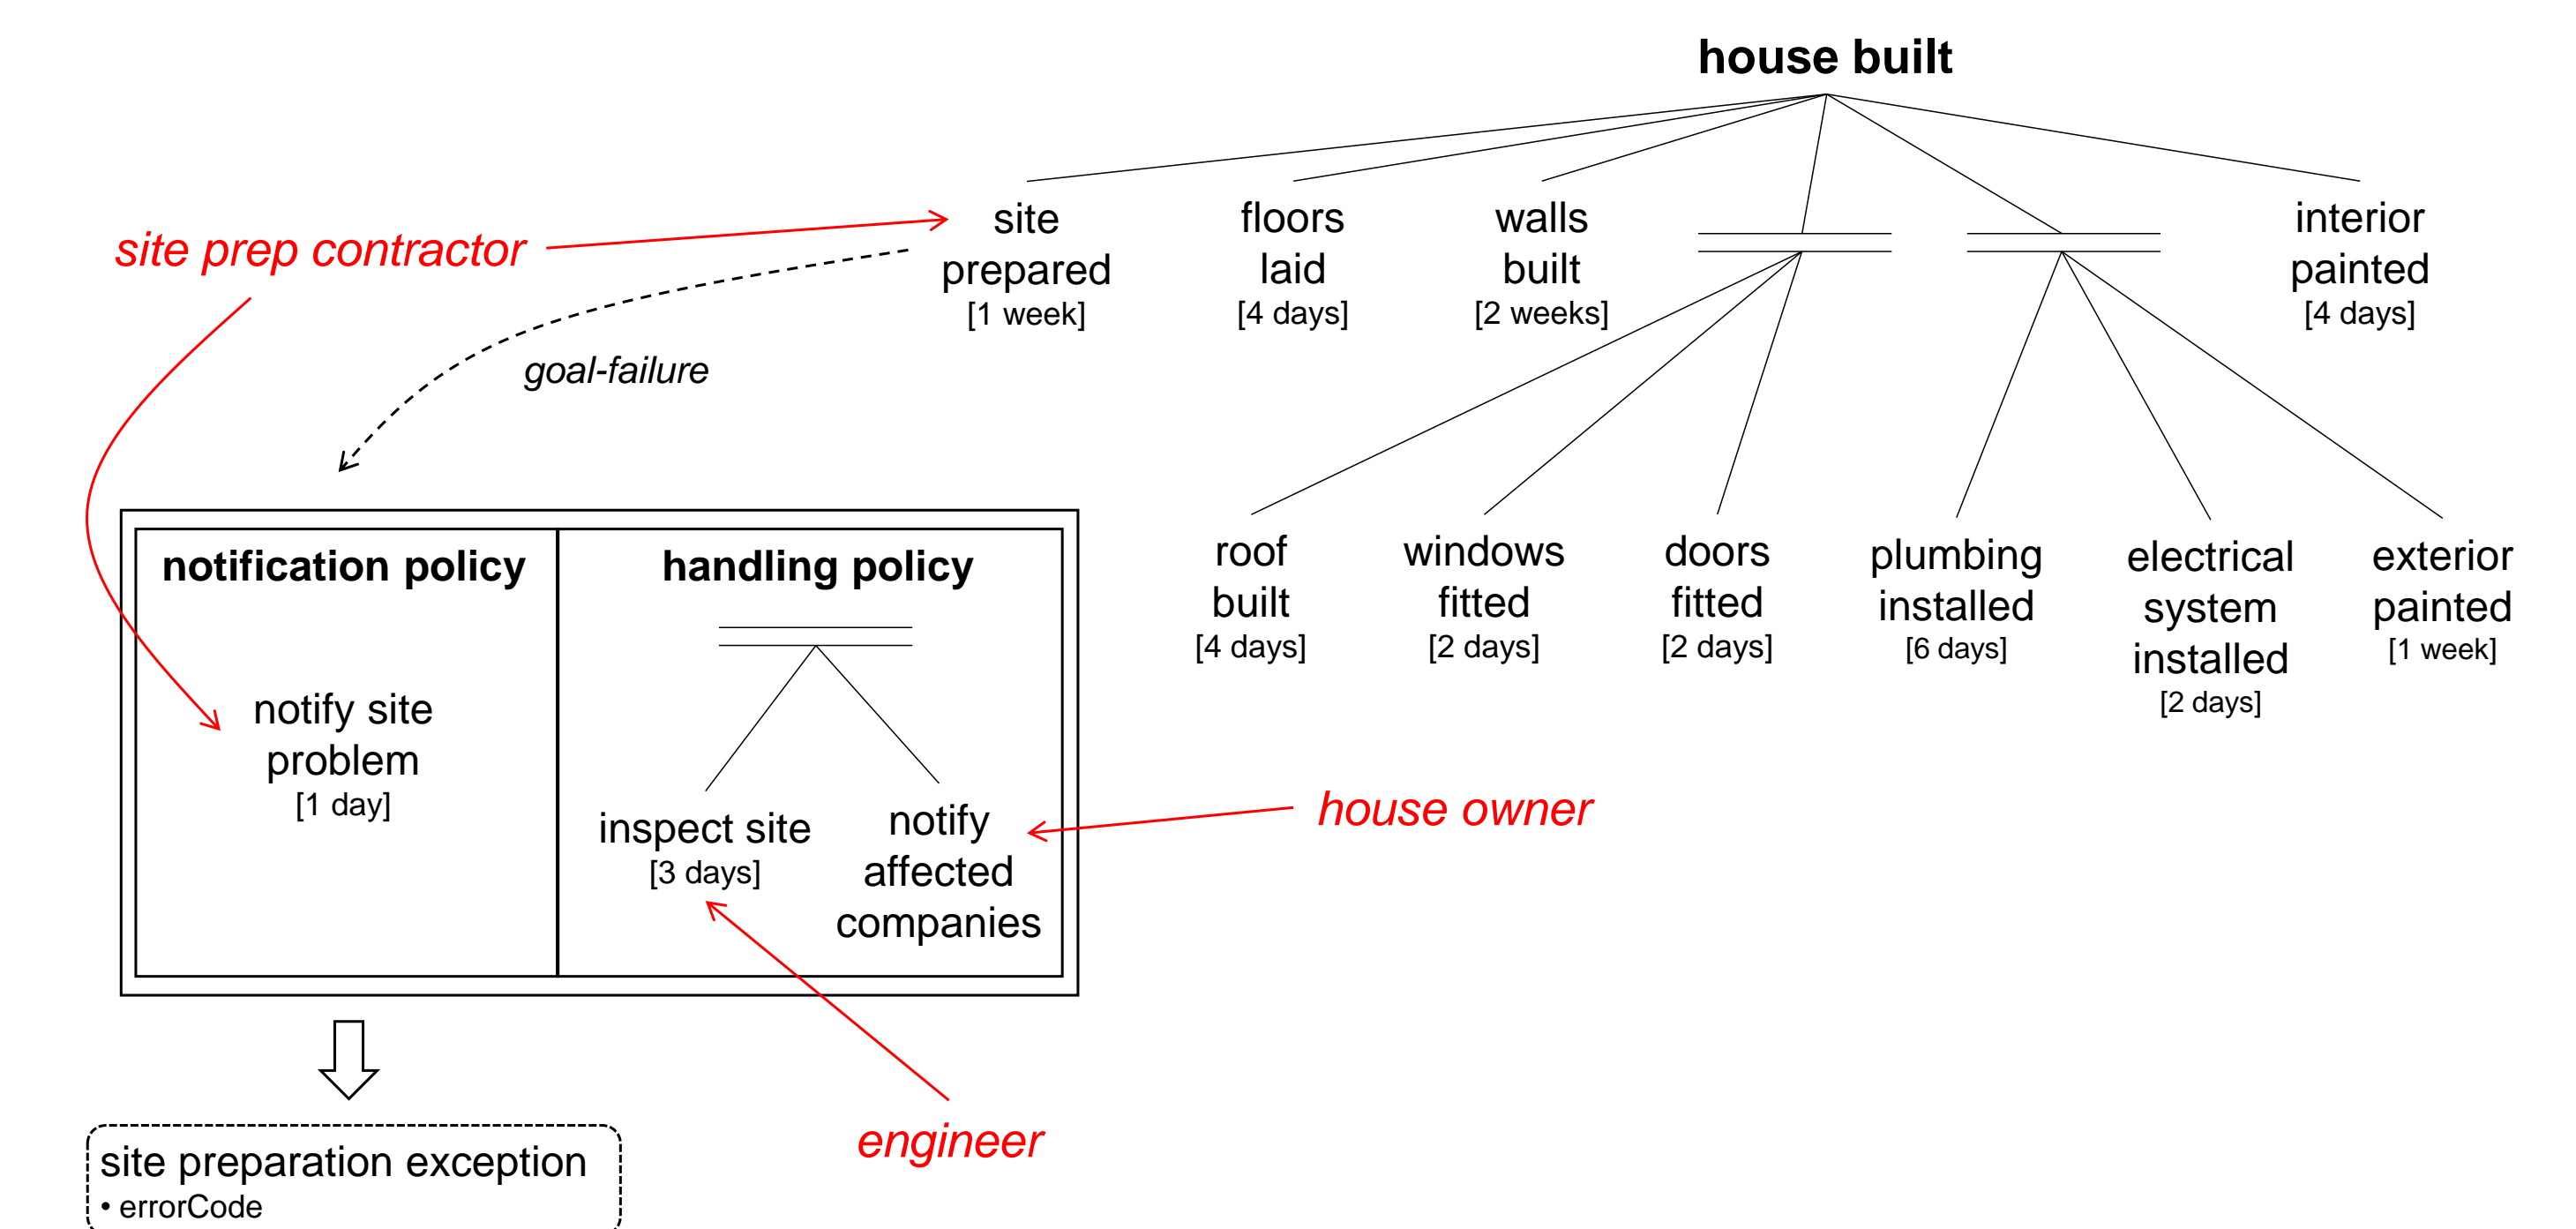 house built
site
prepared
[1 week]
floors
laid
[4 days]
walls
built
[2 weeks]
interior
painted
[4 days]
site prep contractor
goal-failure
roof
built
[4 days]
windows
fitted
[2 days]
doors
fitted
[2 days]
plumbing
installed
[6 days]
electrical
system
installed
[2 days]
exterior
painted
[1 week]
notification policy
handling policy
notify site
problem
[1 day]
inspect site
[3 days]
notify
affected
companies
house owner
engineer
site preparation exception
• errorCode